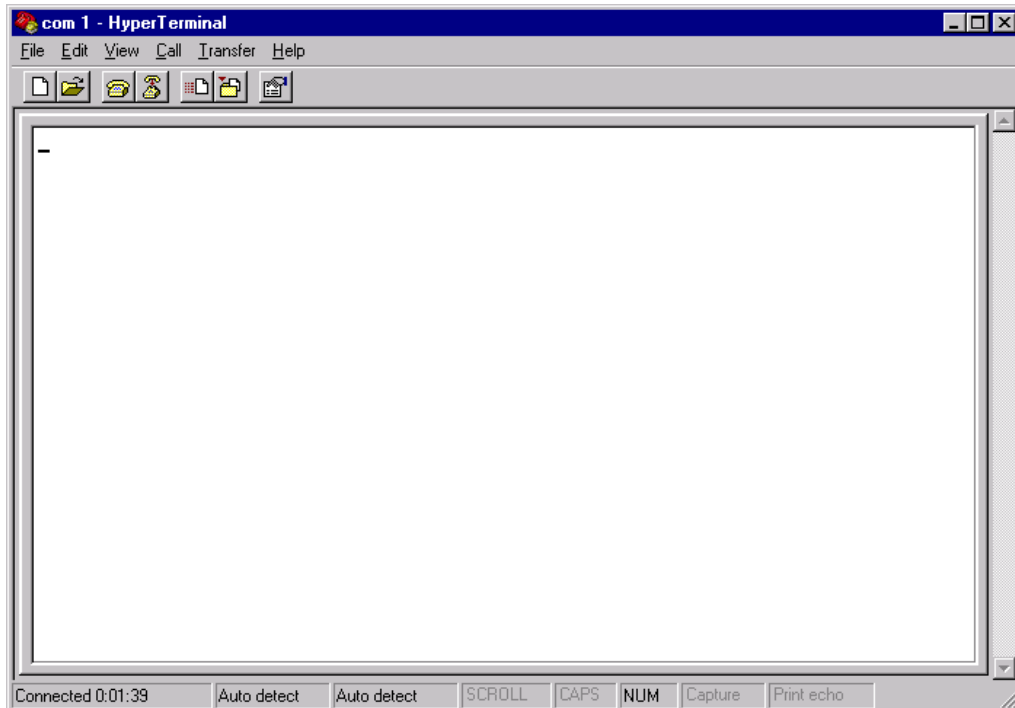 com 1 - HyperTerminal
File Edit View Call Transfer Help
Connected 0:01:39 Auto detect Auto detect SCROLL CAPS NUM Capture Print echo